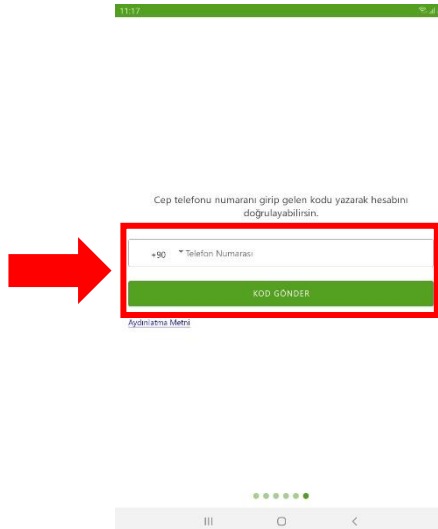 11:17
Cep telefonu numaranı girip gelen kodu yazarak hesabını
doğrulayabilirsin.
+90 Telefon Numarası
KOD GÖNDER
Aydınlatma Metni